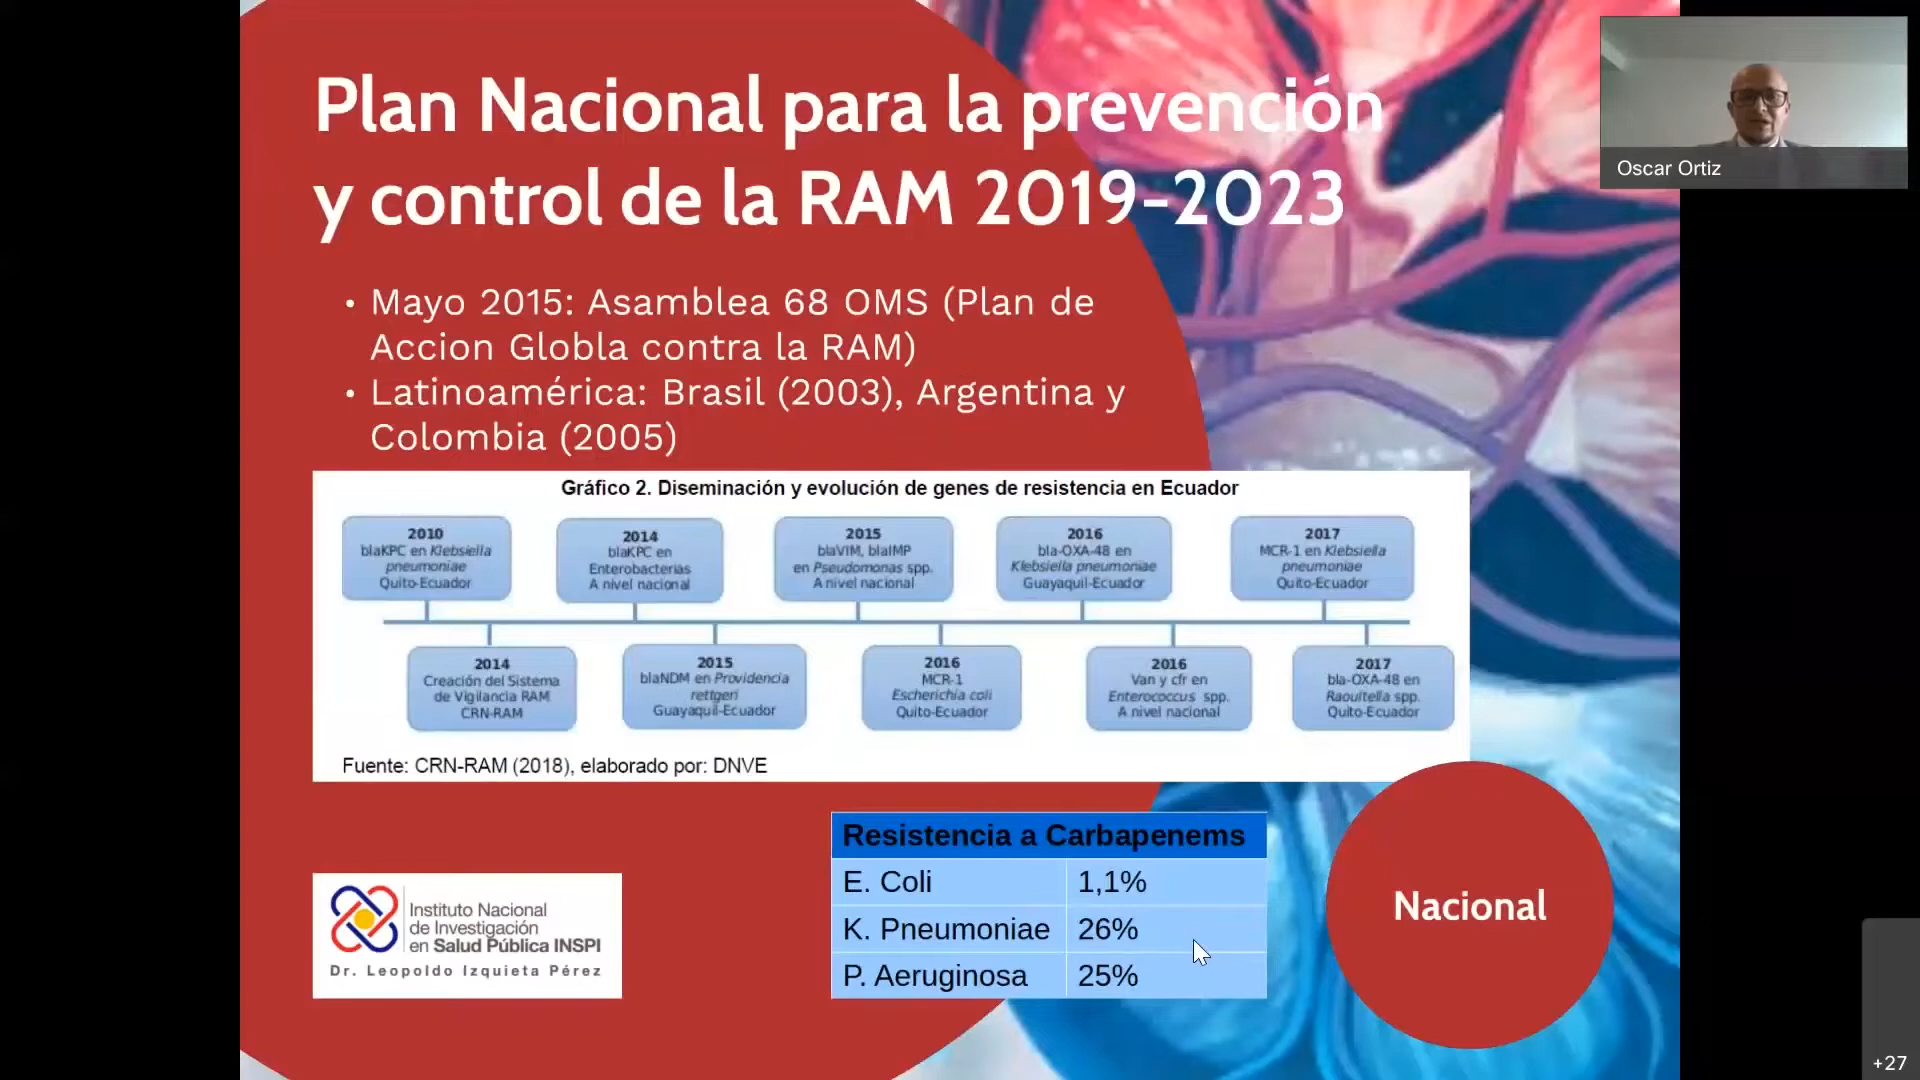 Plan Nacional para la prevención
y control de la RAM 2019-2023
Oscar Ortiz
• Mayo 2015: Asamblea 68 OMS (Plan de
Accion Globla contra la RAM)
• Latinoamérica: Brasil (2003), Argentina y
Colombia (2005)
Gráfico 2. Diseminación y evolución de genes de resistencia en Ecuador
2010
blaKPC en Klebsiella
pneumoniae
Quito-Ecuador
2014
blaKPC en
Enterobacterias
A nivel nacional
2015
blaVIM, blaIMP
en Pseudomonas spp.
A nivel nacional
2016
bla-OXA-48 en
Klebsiella pneumoniae
Guayaquil-Ecuador
2017
MCR-1 en Klebsiella
pneumoniae
Quito-Ecuador
2014
Creación del Sistema
de Vigilancia RAM
CRN-RAM
2015
blaNDM en Providencia
rettgeri
Guayaquil-Ecuador
2016
MCR-1
Escherichia coli
Quito-Ecuador
2016
Van y cfr en
Enterococcus spp.
A nivel nacional
2017
bla-OXA-48 en
Raoultella spp.
Quito-Ecuador
Fuente: CRN-RAM (2018), elaborado por: DNVE
Resistencia a Carbapenems
E. Coli 1,1%
K. Pneumoniae 26%
P. Aeruginosa 25%
Instituto Nacional
de Investigación
en Salud Pública INSPI
Dr. Leopoldo Izquieta Pérez
Nacional
+27